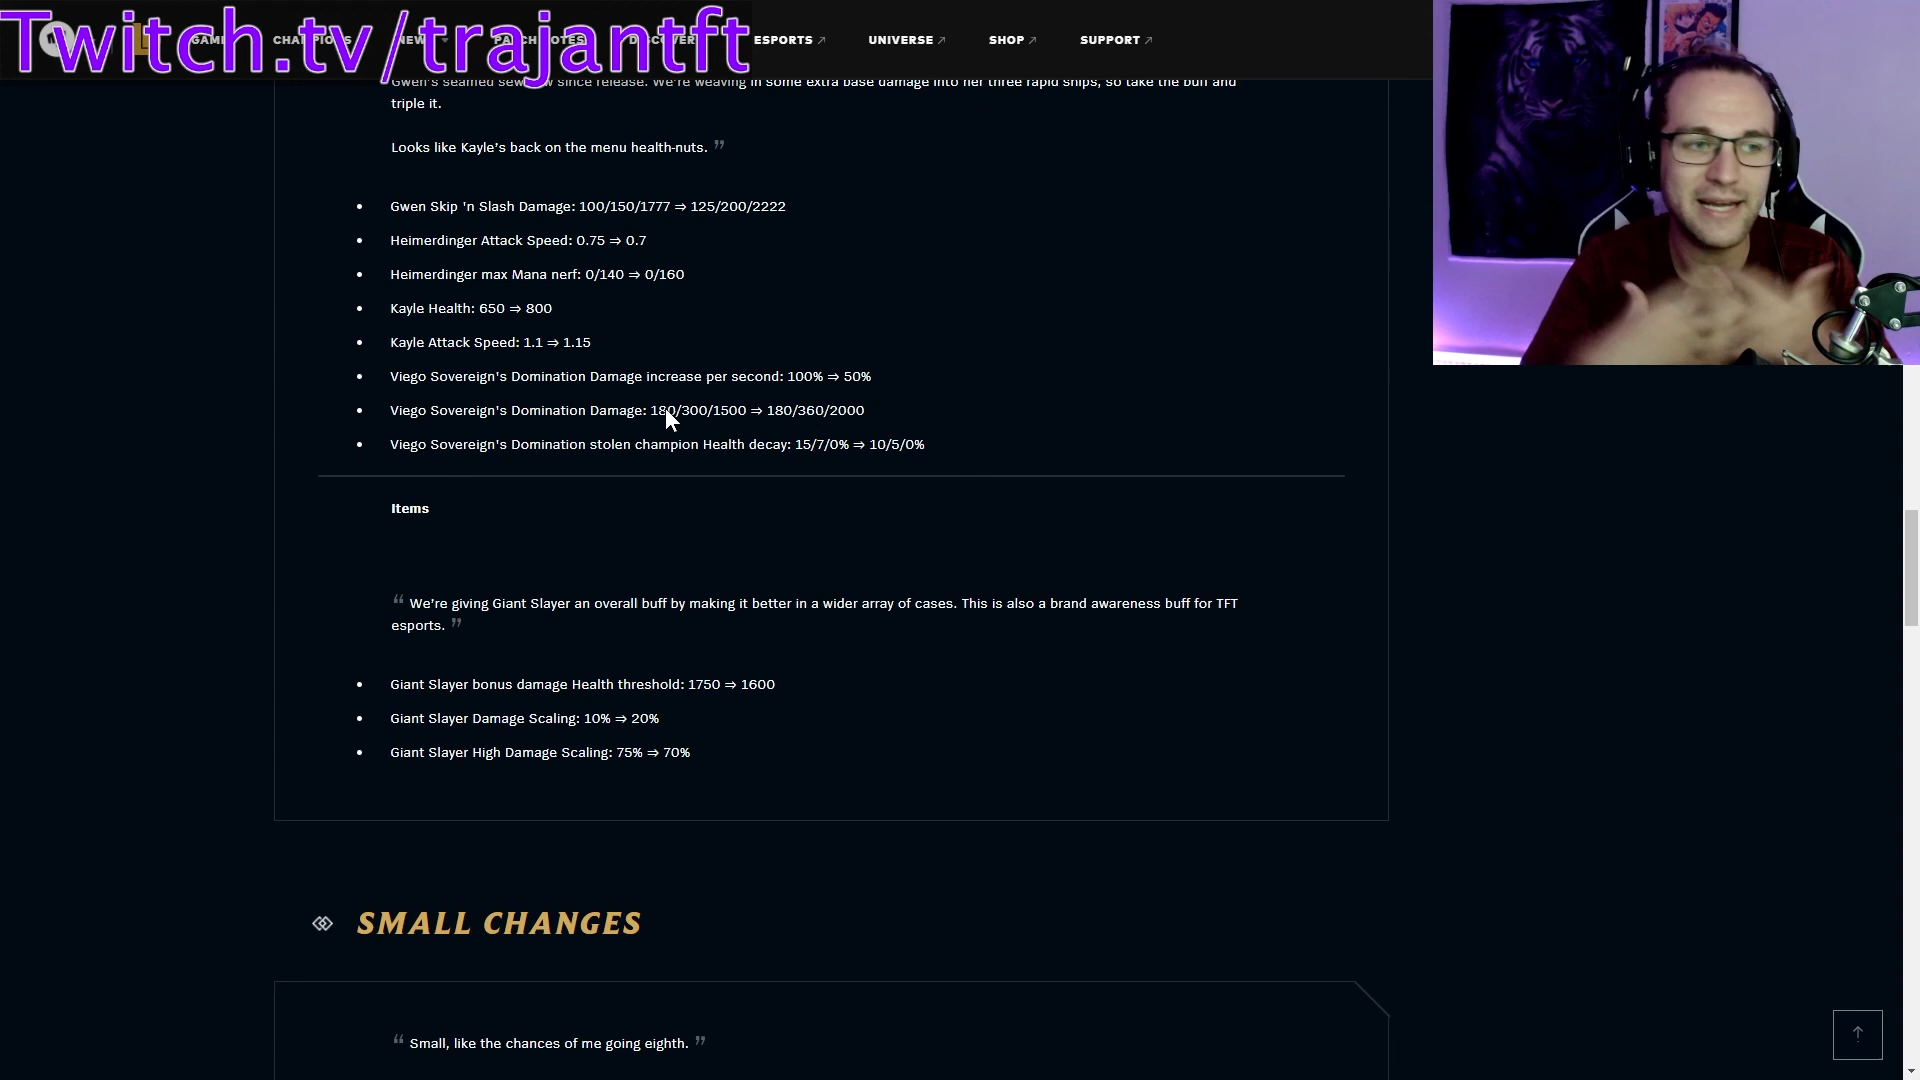 Twitch.tv/trajantft
ESPORTS UNIVERSE SHOP SUPPORT
Gwen's seamed sew since release. We're weaving in some extra base damage into her three rapid snips, so take the buff and
triple it.
Looks like Kayle's back on the menu health-nuts. ”
• Gwen Skip 'n Slash Damage: 100/150/1777 ⇒ 125/200/2222
• Heimerdinger Attack Speed: 0.75 ⇒ 0.7
• Heimerdinger max Mana nerf: 0/140 ⇒ 0/160
• Kayle Health: 650 ⇒ 800
• Kayle Attack Speed: 1.1 ⇒ 1.15
• Viego Sovereign's Domination Damage increase per second: 100% ⇒ 50%
• Viego Sovereign's Domination Damage: 180/300/1500 ⇒ 180/360/2000
• Viego Sovereign's Domination stolen champion Health decay: 15/7/0% ⇒ 10/5/0%
Items
“ We're giving Giant Slayer an overall buff by making it better in a wider array of cases. This is also a brand awareness buff for TFT
esports. ”
• Giant Slayer bonus damage Health threshold: 1750 ⇒ 1600
• Giant Slayer Damage Scaling: 10% ⇒ 20%
• Giant Slayer High Damage Scaling: 75% ⇒ 70%
SMALL CHANGES
“ Small, like the chances of me going eighth. ”